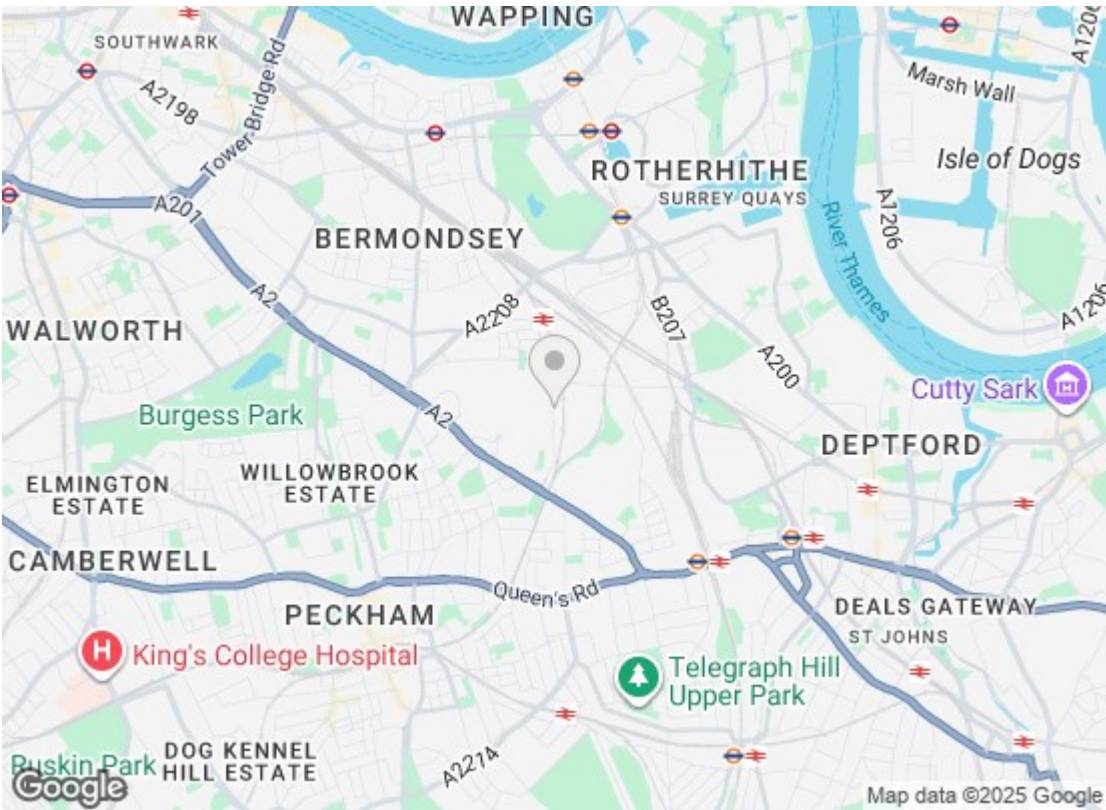 WAPPING
SOUTHWARK
A1206
Tower Bridge Rd
Marsh Wall
A2198
ROTHERHITHE
Isle of Dogs
SURREY QUAYS
A201
A1206
River Thames
BERMONDSEY
A2
A2208
B207
A1206
WALWORTH
A200
Cutty Sark
Burgess Park
A2
DEPTFORD
WILLOWBROOK
ESTATE
ELMINGTON
ESTATE
CAMBERWELL
Queen's Rd
PECKHAM
DEALS GATEWAY
ST JOHNS
H
King's College Hospital
Telegraph Hill
Upper Park
Ruskin Park
DOG KENNEL
HILL ESTATE
A2214
Google
Map data ©2025 Google